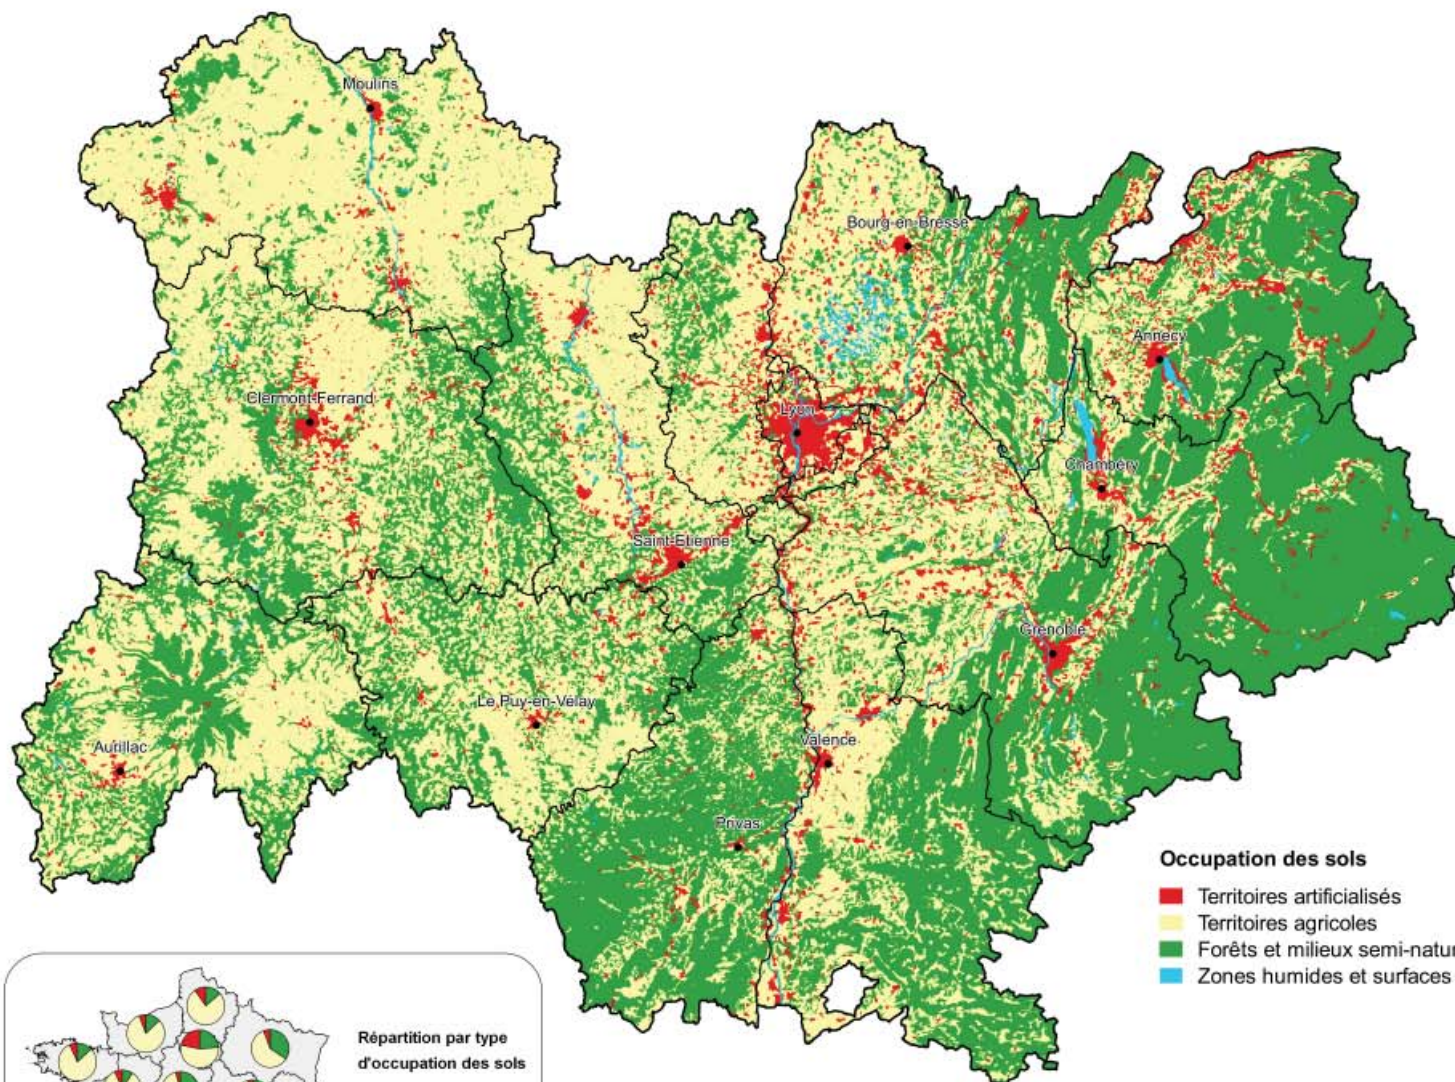 Moulins
Bourg-en-Bresse
Annecy
Clermont-Ferrand
Lyon
Chambéry
Saint-Etienne
Grenoble
Le Puy-en-Vélay
Valence
Aurillac
Privas
Occupation des sols
Territoires artificialisés
Territoires agricoles
Forêts et milieux semi-natur
Zones humides et surfaces
Répartition par type
d'occupation des sols